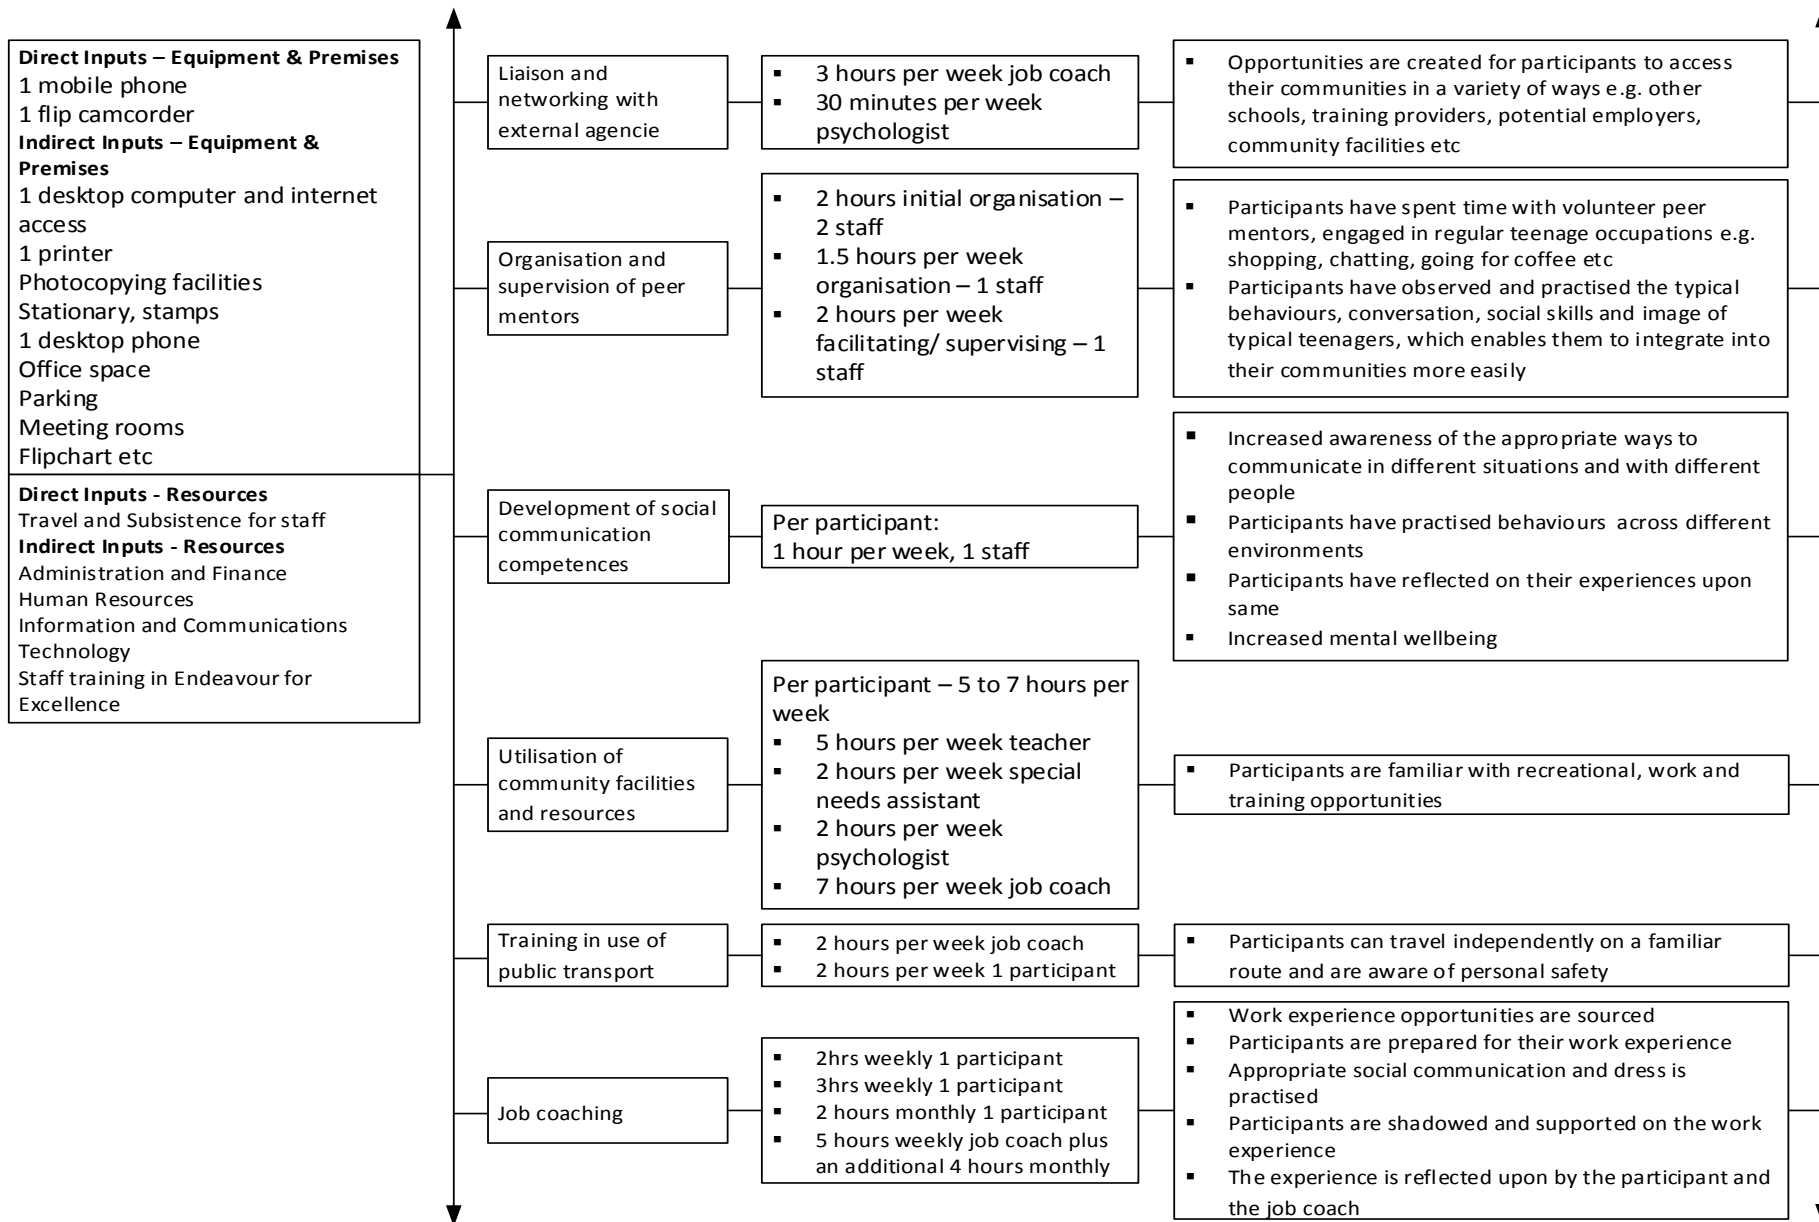 Direct Inputs – Equipment & Premises
1 mobile phone
1 flip camcorder
Indirect Inputs – Equipment &
Premises
1 desktop computer and internet
access
1 printer
Photocopying facilities
Stationary, stamps
1 desktop phone
Office space
Parking
Meeting rooms
Flipchart etc
Direct Inputs - Resources
Travel and Subsistence for staff
Indirect Inputs - Resources
Administration and Finance
Human Resources
Information and Communications
Technology
Staff training in Endeavour for
Excellence
Liaison and
networking with
external agencie
▪ 3 hours per week job coach
▪ 30 minutes per week
psychologist
▪ Opportunities are created for participants to access
their communities in a variety of ways e.g. other
schools, training providers, potential employers,
community facilities etc
Organisation and
supervision of peer
mentors
▪ 2 hours initial organisation –
2 staff
▪ 1.5 hours per week
organisation – 1 staff
▪ 2 hours per week
facilitating/ supervising – 1
staff
▪ Participants have spent time with volunteer peer
mentors, engaged in regular teenage occupations e.g.
shopping, chatting, going for coffee etc
▪ Participants have observed and practised the typical
behaviours, conversation, social skills and image of
typical teenagers, which enables them to integrate into
their communities more easily
Development of social
communication
competences
Per participant:
1 hour per week, 1 staff
▪ Increased awareness of the appropriate ways to
communicate in different situations and with different
people
▪ Participants have practised behaviours across different
environments
▪ Participants have reflected on their experiences upon
same
▪ Increased mental wellbeing
Utilisation of
community facilities
and resources
Per participant – 5 to 7 hours per
week
▪ 5 hours per week teacher
▪ 2 hours per week special
needs assistant
▪ 2 hours per week
psychologist
▪ 7 hours per week job coach
▪ Participants are familiar with recreational, work and
training opportunities
Training in use of
public transport
▪ 2 hours per week job coach
▪ 2 hours per week 1 participant
▪ Participants can travel independently on a familiar
route and are aware of personal safety
Job coaching
▪ 2hrs weekly 1 participant
▪ 3hrs weekly 1 participant
▪ 2 hours monthly 1 participant
▪ 5 hours weekly job coach plus
an additional 4 hours monthly
▪ Work experience opportunities are sourced
▪ Participants are prepared for their work experience
▪ Appropriate social communication and dress is
practised
▪ Participants are shadowed and supported on the work
experience
▪ The experience is reflected upon by the participant and
the job coach